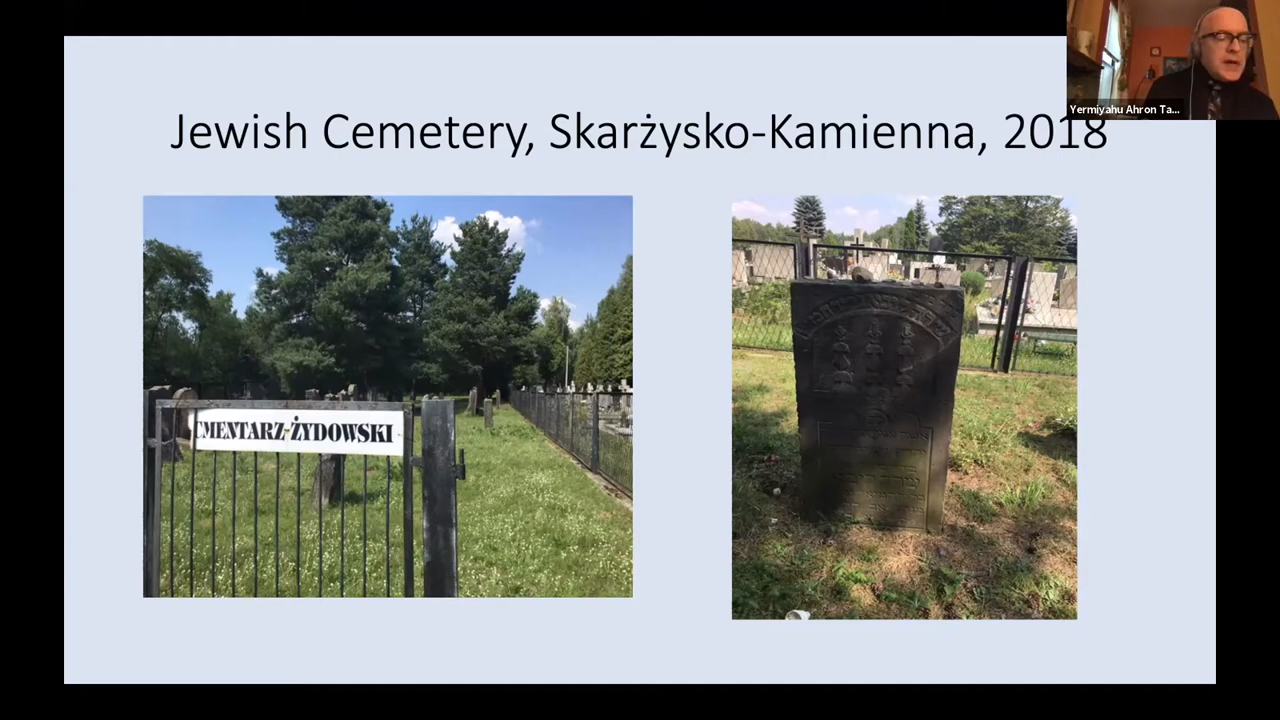 Yermiyahu Ahron Ta...
Jewish Cemetery, Skarżysko-Kamienna, 2018
CMENTARZ-ŻYDOWSKI